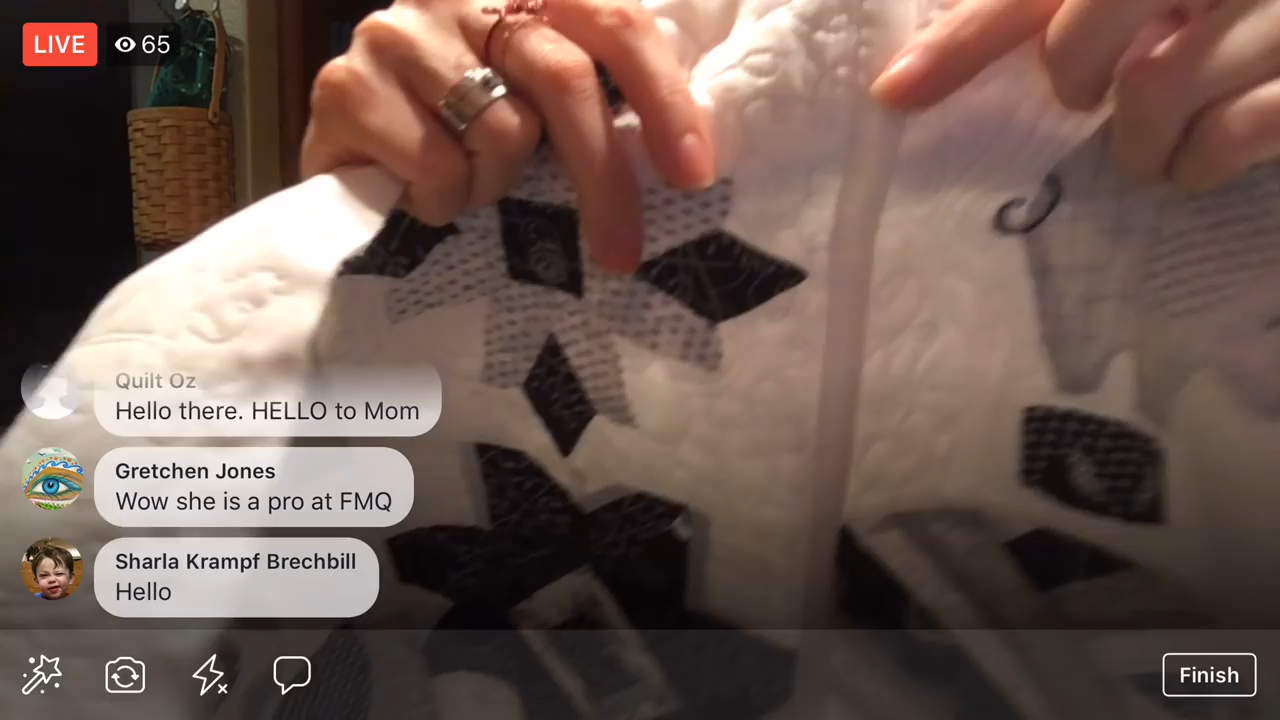 LIVE 65
Quilt Oz
Hello there. HELLO to Mom
Gretchen Jones
Wow she is a pro at FMQ
Sharla Krampf Brechbill
Hello
Finish